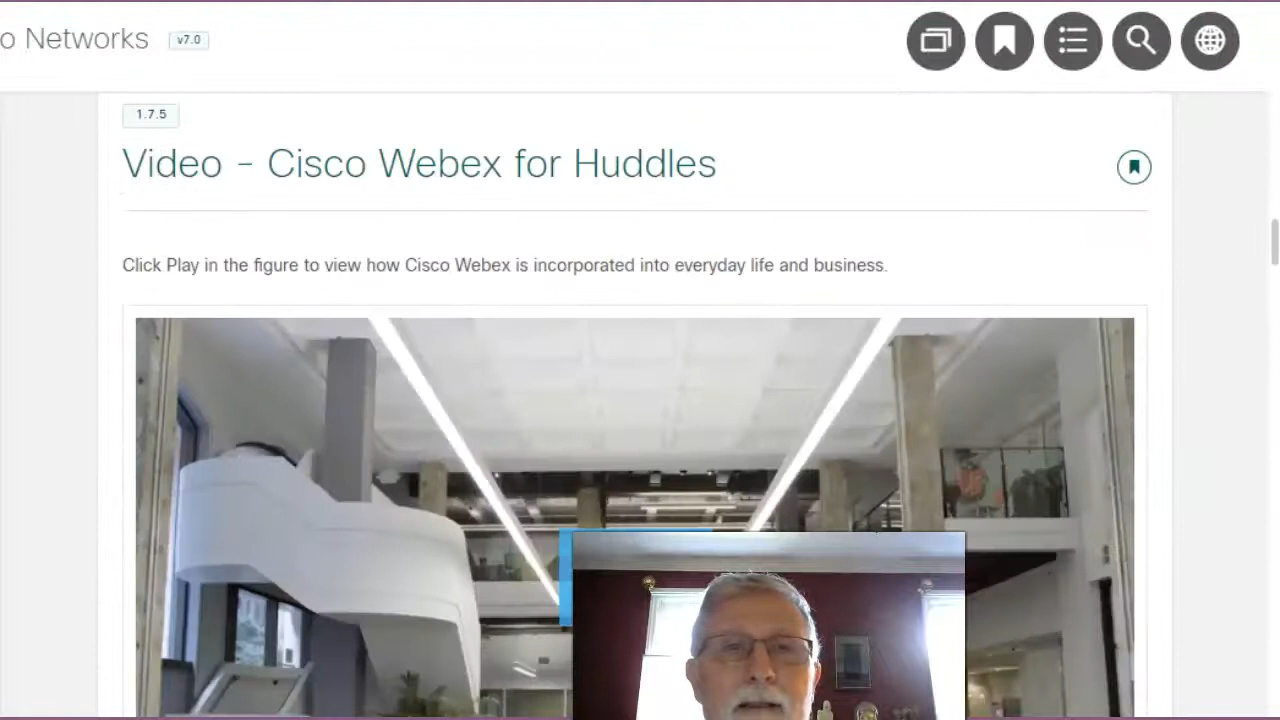 o Networks v7.0
1.7.5
Video - Cisco Webex for Huddles
Click Play in the figure to view how Cisco Webex is incorporated into everyday life and business.